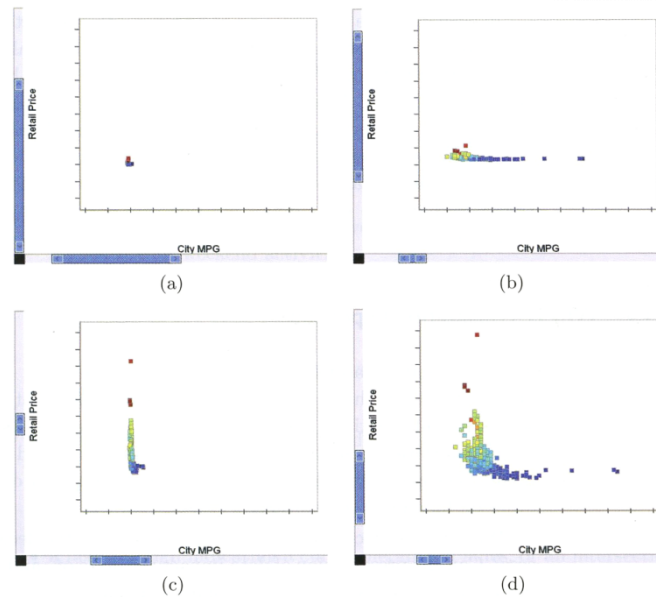 Retail Price
City MPG
(a)
Retail Price
City MPG
(b)
Retail Price
City MPG
(c)
Retail Price
City MPG
(d)